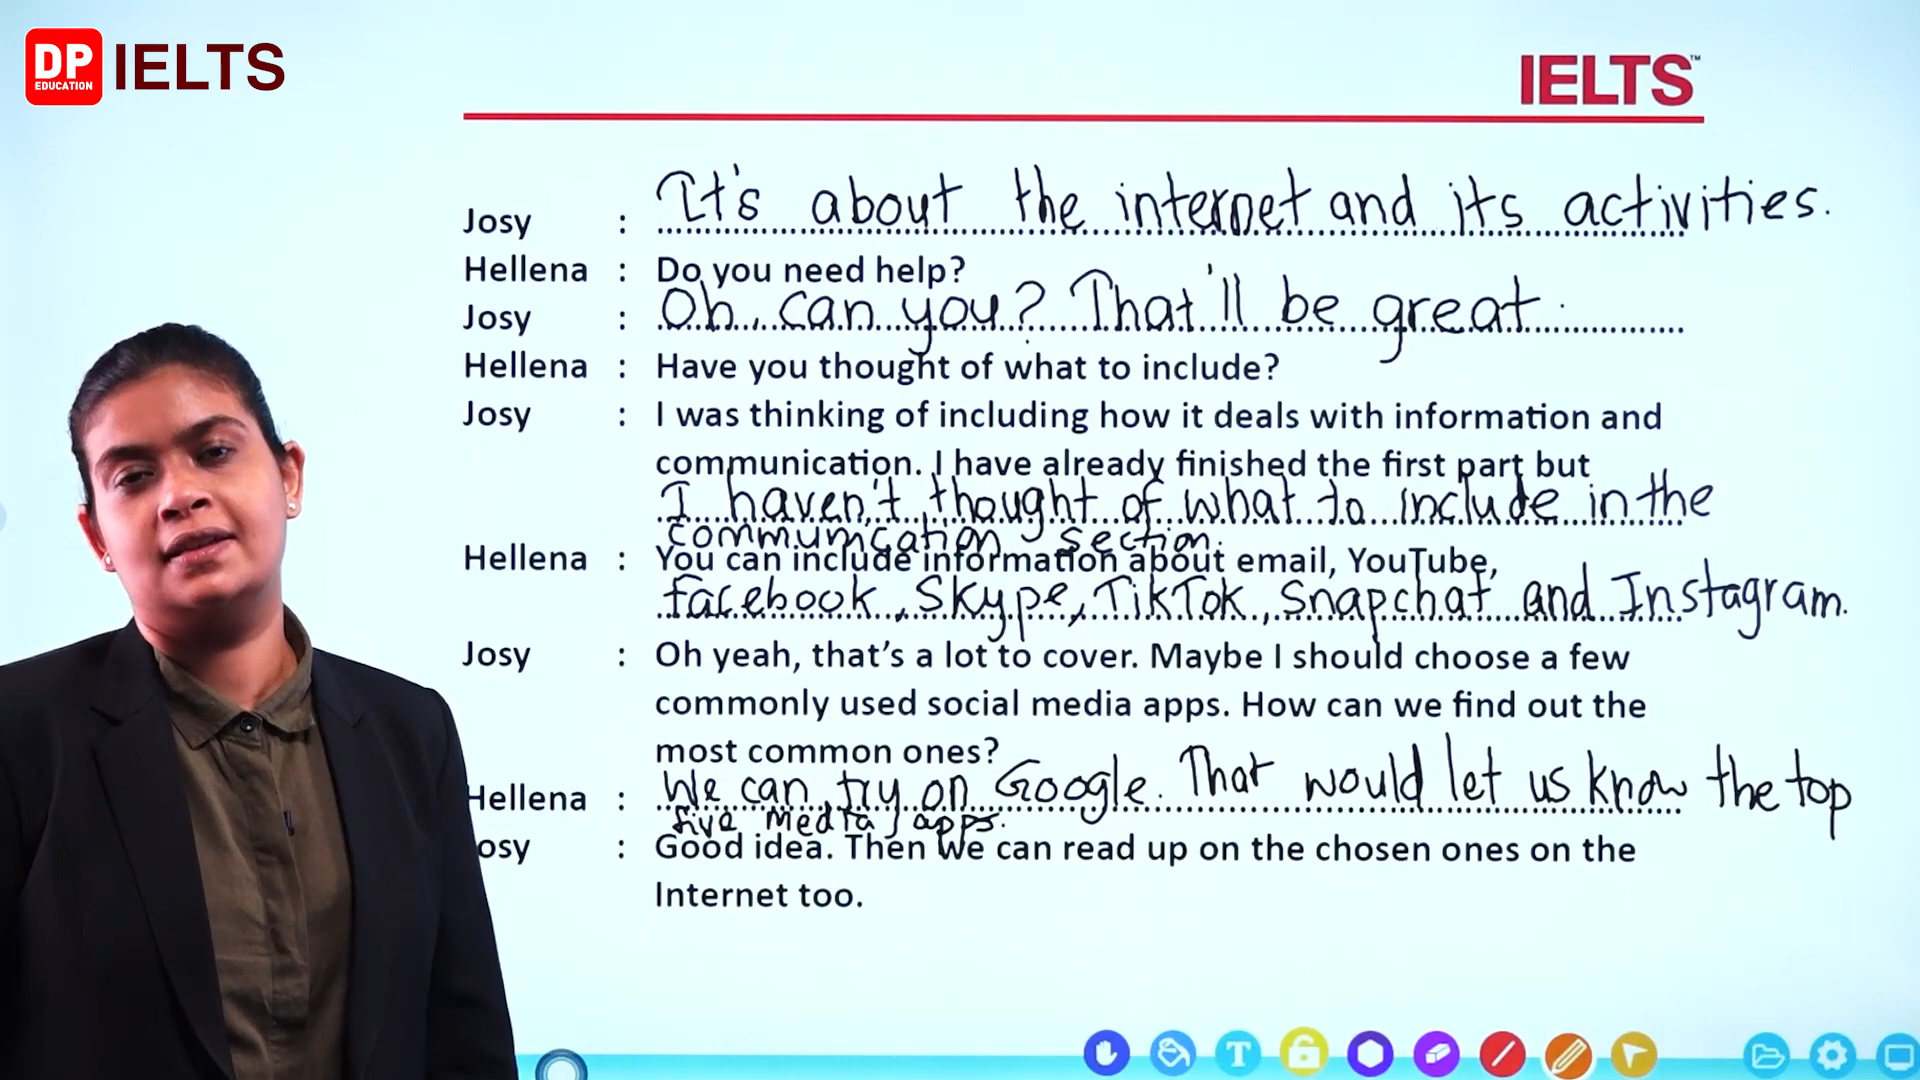 DP EDUCATION IELTS
IELTS™
Josy : It's about the internet and its activities.
Hellena : Do you need help?
Josy : Oh, can you? That'll be great.
Hellena : Have you thought of what to include?
Josy : I was thinking of including how it deals with information and
communication. I have already finished the first part but
I haven't thought of what to include in the
communication section.
Hellena : You can include information about email, YouTube,
facebook, Skype, TikTok, Snapchat and Instagram.
Josy : Oh yeah, that's a lot to cover. Maybe I should choose a few
commonly used social media apps. How can we find out the
most common ones?
Hellena : We can try on Google. That would let us know the top
five media apps.
Josy : Good idea. Then we can read up on the chosen ones on the
Internet too.
T